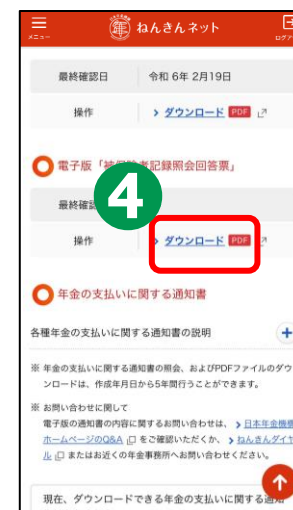 メニュー
ねんきんネット
最終確認日 令和 6年 2月19日
操作 › ダウンロード PDF
電子版「被保険者記録照会回答票」
4
最終確認
操作 › ダウンロード PDF
年金の支払いに関する通知書
各種年金の支払いに関する通知書の説明 +
※ 年金の支払いに関する通知書の照会、およびPDFファイルのダウ
ンロードは、作成年月日から5年間行うことができます。
※ お問い合わせに関して
電子版の通知書の内容に関するお問い合わせは、 › 日本年金機構
ホームページのQ&A をご確認いただくか、 › ねんきんダイヤ
ル またはお近くの年金事務所へお問い合わせください。
現在、ダウンロードできる年金の支払いに関する通知